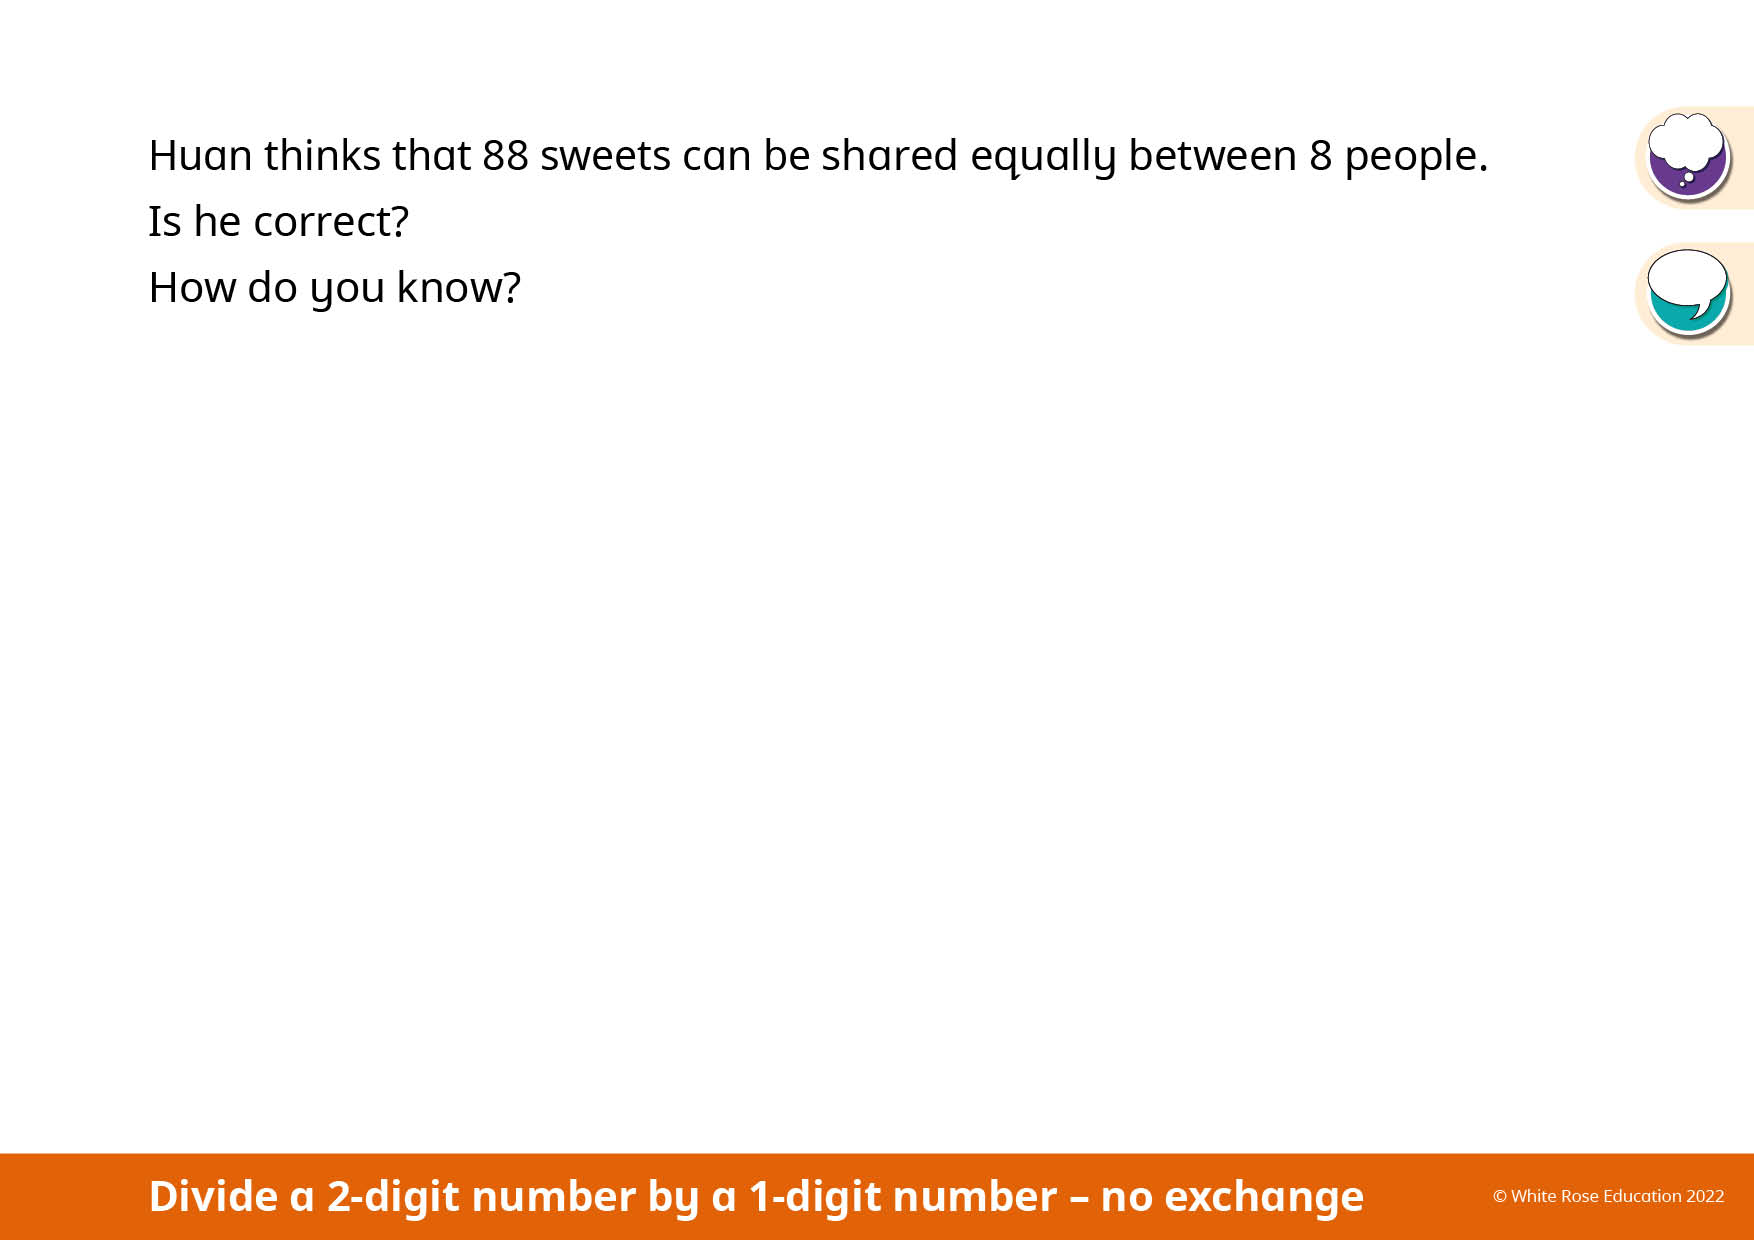 Huan thinks that 88 sweets can be shared equally between 8 people.
Is he correct?
How do you know?
Divide a 2-digit number by a 1-digit number – no exchange
© White Rose Education 2022